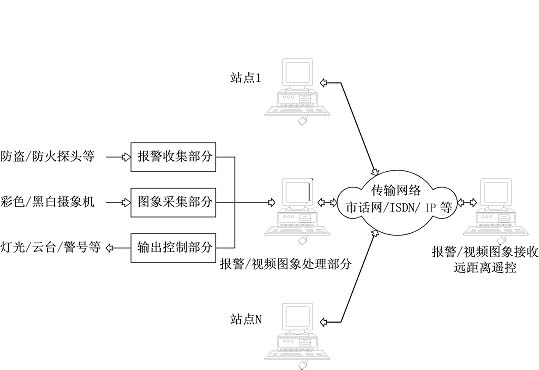 站点1
防盗/防火探头等
报警收集部分
彩色/黑白摄象机
图象采集部分
灯光/云台/警号等
输出控制部分
报警/视频图象处理部分
传输网络
市话网/ISDN/ IP 等
报警/视频图象接收
远距离遥控
站点N